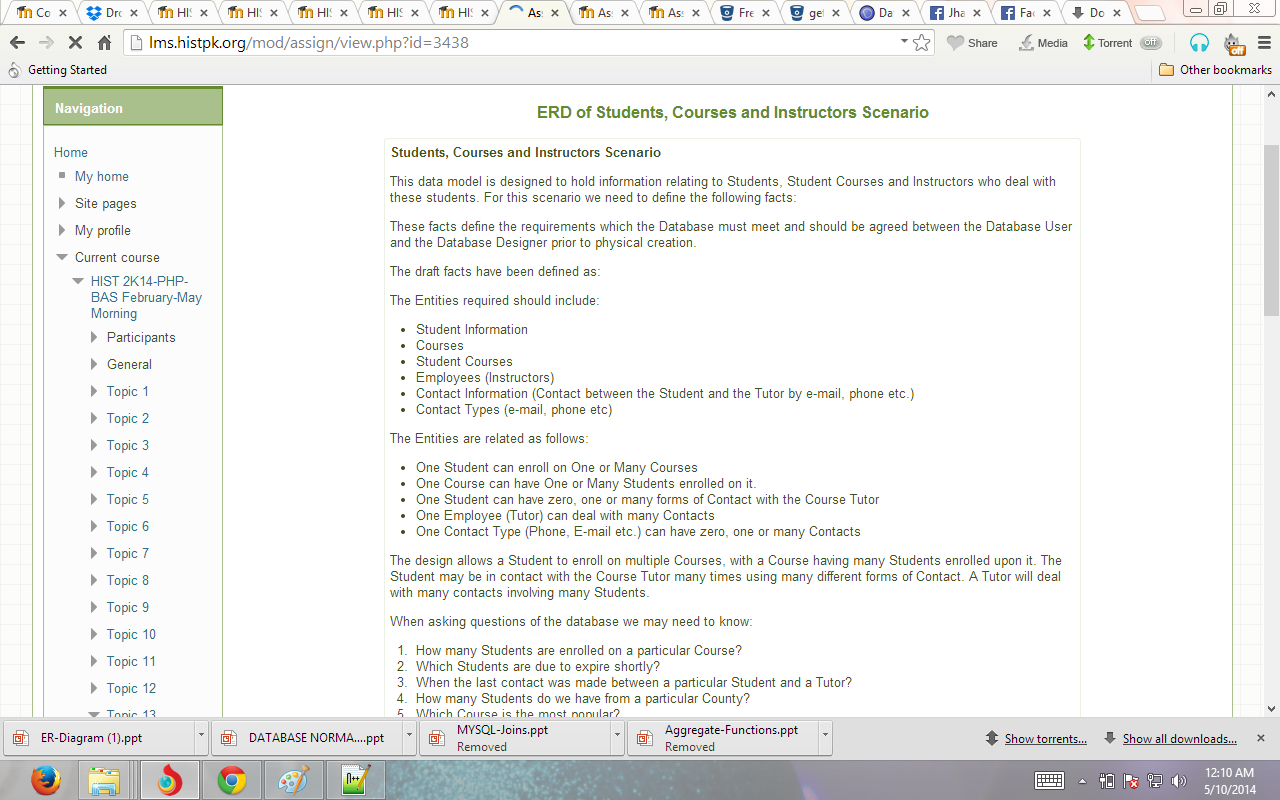 Co
Dro
HIS
HIS
HIS
HIS
HIS
Ass
Ass
Ass
Fre
get
Da
Jha
Fac
Do
lms.histpk.org/mod/assign/view.php?id=3438
Share
Media
Torrent
off
off
Getting Started
Other bookmarks
Navigation
Home
My home
Site pages
My profile
Current course
HIST 2K14-PHP-
BAS February-May
Morning
Participants
General
Topic 1
Topic 2
Topic 3
Topic 4
Topic 5
Topic 6
Topic 7
Topic 8
Topic 9
Topic 10
Topic 11
Topic 12
Topic 13
ERD of Students, Courses and Instructors Scenario
Students, Courses and Instructors Scenario
This data model is designed to hold information relating to Students, Student Courses and Instructors who deal with
these students. For this scenario we need to define the following facts:
These facts define the requirements which the Database must meet and should be agreed between the Database User
and the Database Designer prior to physical creation.
The draft facts have been defined as:
The Entities required should include:
• Student Information
• Courses
• Student Courses
• Employees (Instructors)
• Contact Information (Contact between the Student and the Tutor by e-mail, phone etc.)
• Contact Types (e-mail, phone etc)
The Entities are related as follows:
• One Student can enroll on One or Many Courses
• One Course can have One or Many Students enrolled on it.
• One Student can have zero, one or many forms of Contact with the Course Tutor
• One Employee (Tutor) can deal with many Contacts
• One Contact Type (Phone, E-mail etc.) can have zero, one or many Contacts
The design allows a Student to enroll on multiple Courses, with a Course having many Students enrolled upon it. The
Student may be in contact with the Course Tutor many times using many different forms of Contact. A Tutor will deal
with many contacts involving many Students.
When asking questions of the database we may need to know:
1. How many Students are enrolled on a particular Course?
2. Which Students are due to expire shortly?
3. When the last contact was made between a particular Student and a Tutor?
4. How many Students do we have from a particular County?
5. Which Course is the most popular?
ER-Diagram (1).ppt
DATABASE NORMA....ppt
MYSQL-Joins.ppt
Removed
Aggregate-Functions.ppt
Removed
Show torrents...
Show all downloads...
12:10 AM
5/10/2014